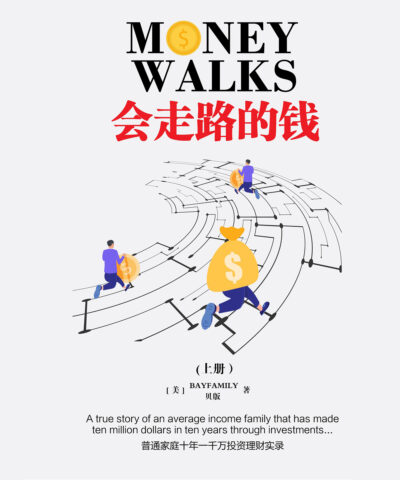 MONEY
WALKS
会走路的钱
(上册)
[美] BAYFAMILY 著
贝版
A true story of an average income family that has made
ten million dollars in ten years through investments...
普通家庭十年一千万投资理财实录